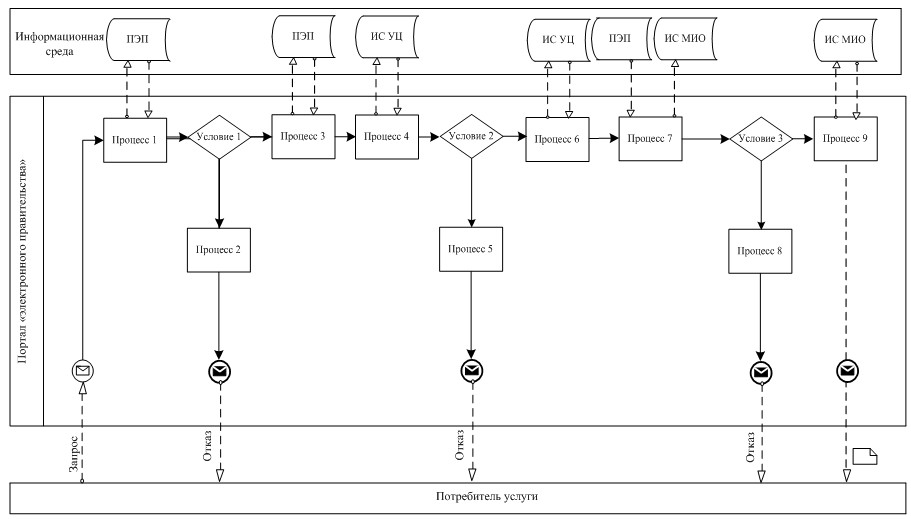 Информационная
среда
ПЭП
ПЭП
ИС УЦ
ИС УЦ
ПЭП
ИС МИО
ИС МИО
Портал «электронного правительства»
Процесс 1
Условие 1
Процесс 3
Процесс 4
Условие 2
Процесс 6
Процесс 7
Условие 3
Процесс 9
Процесс 2
Процесс 5
Процесс 8
Запрос
Отказ
Отказ
Отказ
Потребитель услуги